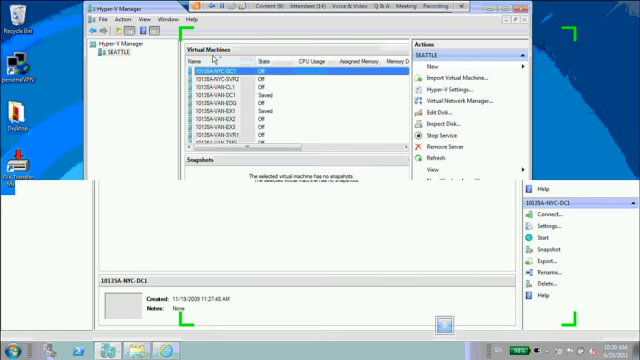 Content (9) Attendees (14) Voice & Video Q & A Meeting Recording
Hyper-V Manager
File Action View Window Help
Recycle Bin
personalVPN
Desktop
File_Transfer
Hyper-V Manager
SEATTLE
Virtual Machines
Name State CPU Usage Assigned Memory Memory D
10135A-NYC-DC1 Off
10135A-NYC-SVR2 Off
10135A-VAN-CL1 Off
10135A-VAN-DC1 Saved
10135A-VAN-EDG Off
10135A-VAN-EX1 Saved
10135A-VAN-EX2 Off
10135A-VAN-EX3 Off
10135A-VAN-SVR1 Off
Snapshots
The selected virtual machine has no snapshots.
Actions
SEATTLE
New
Import Virtual Machine...
Hyper-V Settings...
Virtual Network Manager...
Edit Disk...
Inspect Disk...
Stop Service
Remove Server
Refresh
View
Help
10135A-NYC-DC1
Connect...
Settings...
Start
Snapshot
Export...
Rename...
Delete...
Help
10135A-NYC-DC1
Created: 11/19/2009 11:27:48 AM
Notes: None
EN 98% 10:30 AM